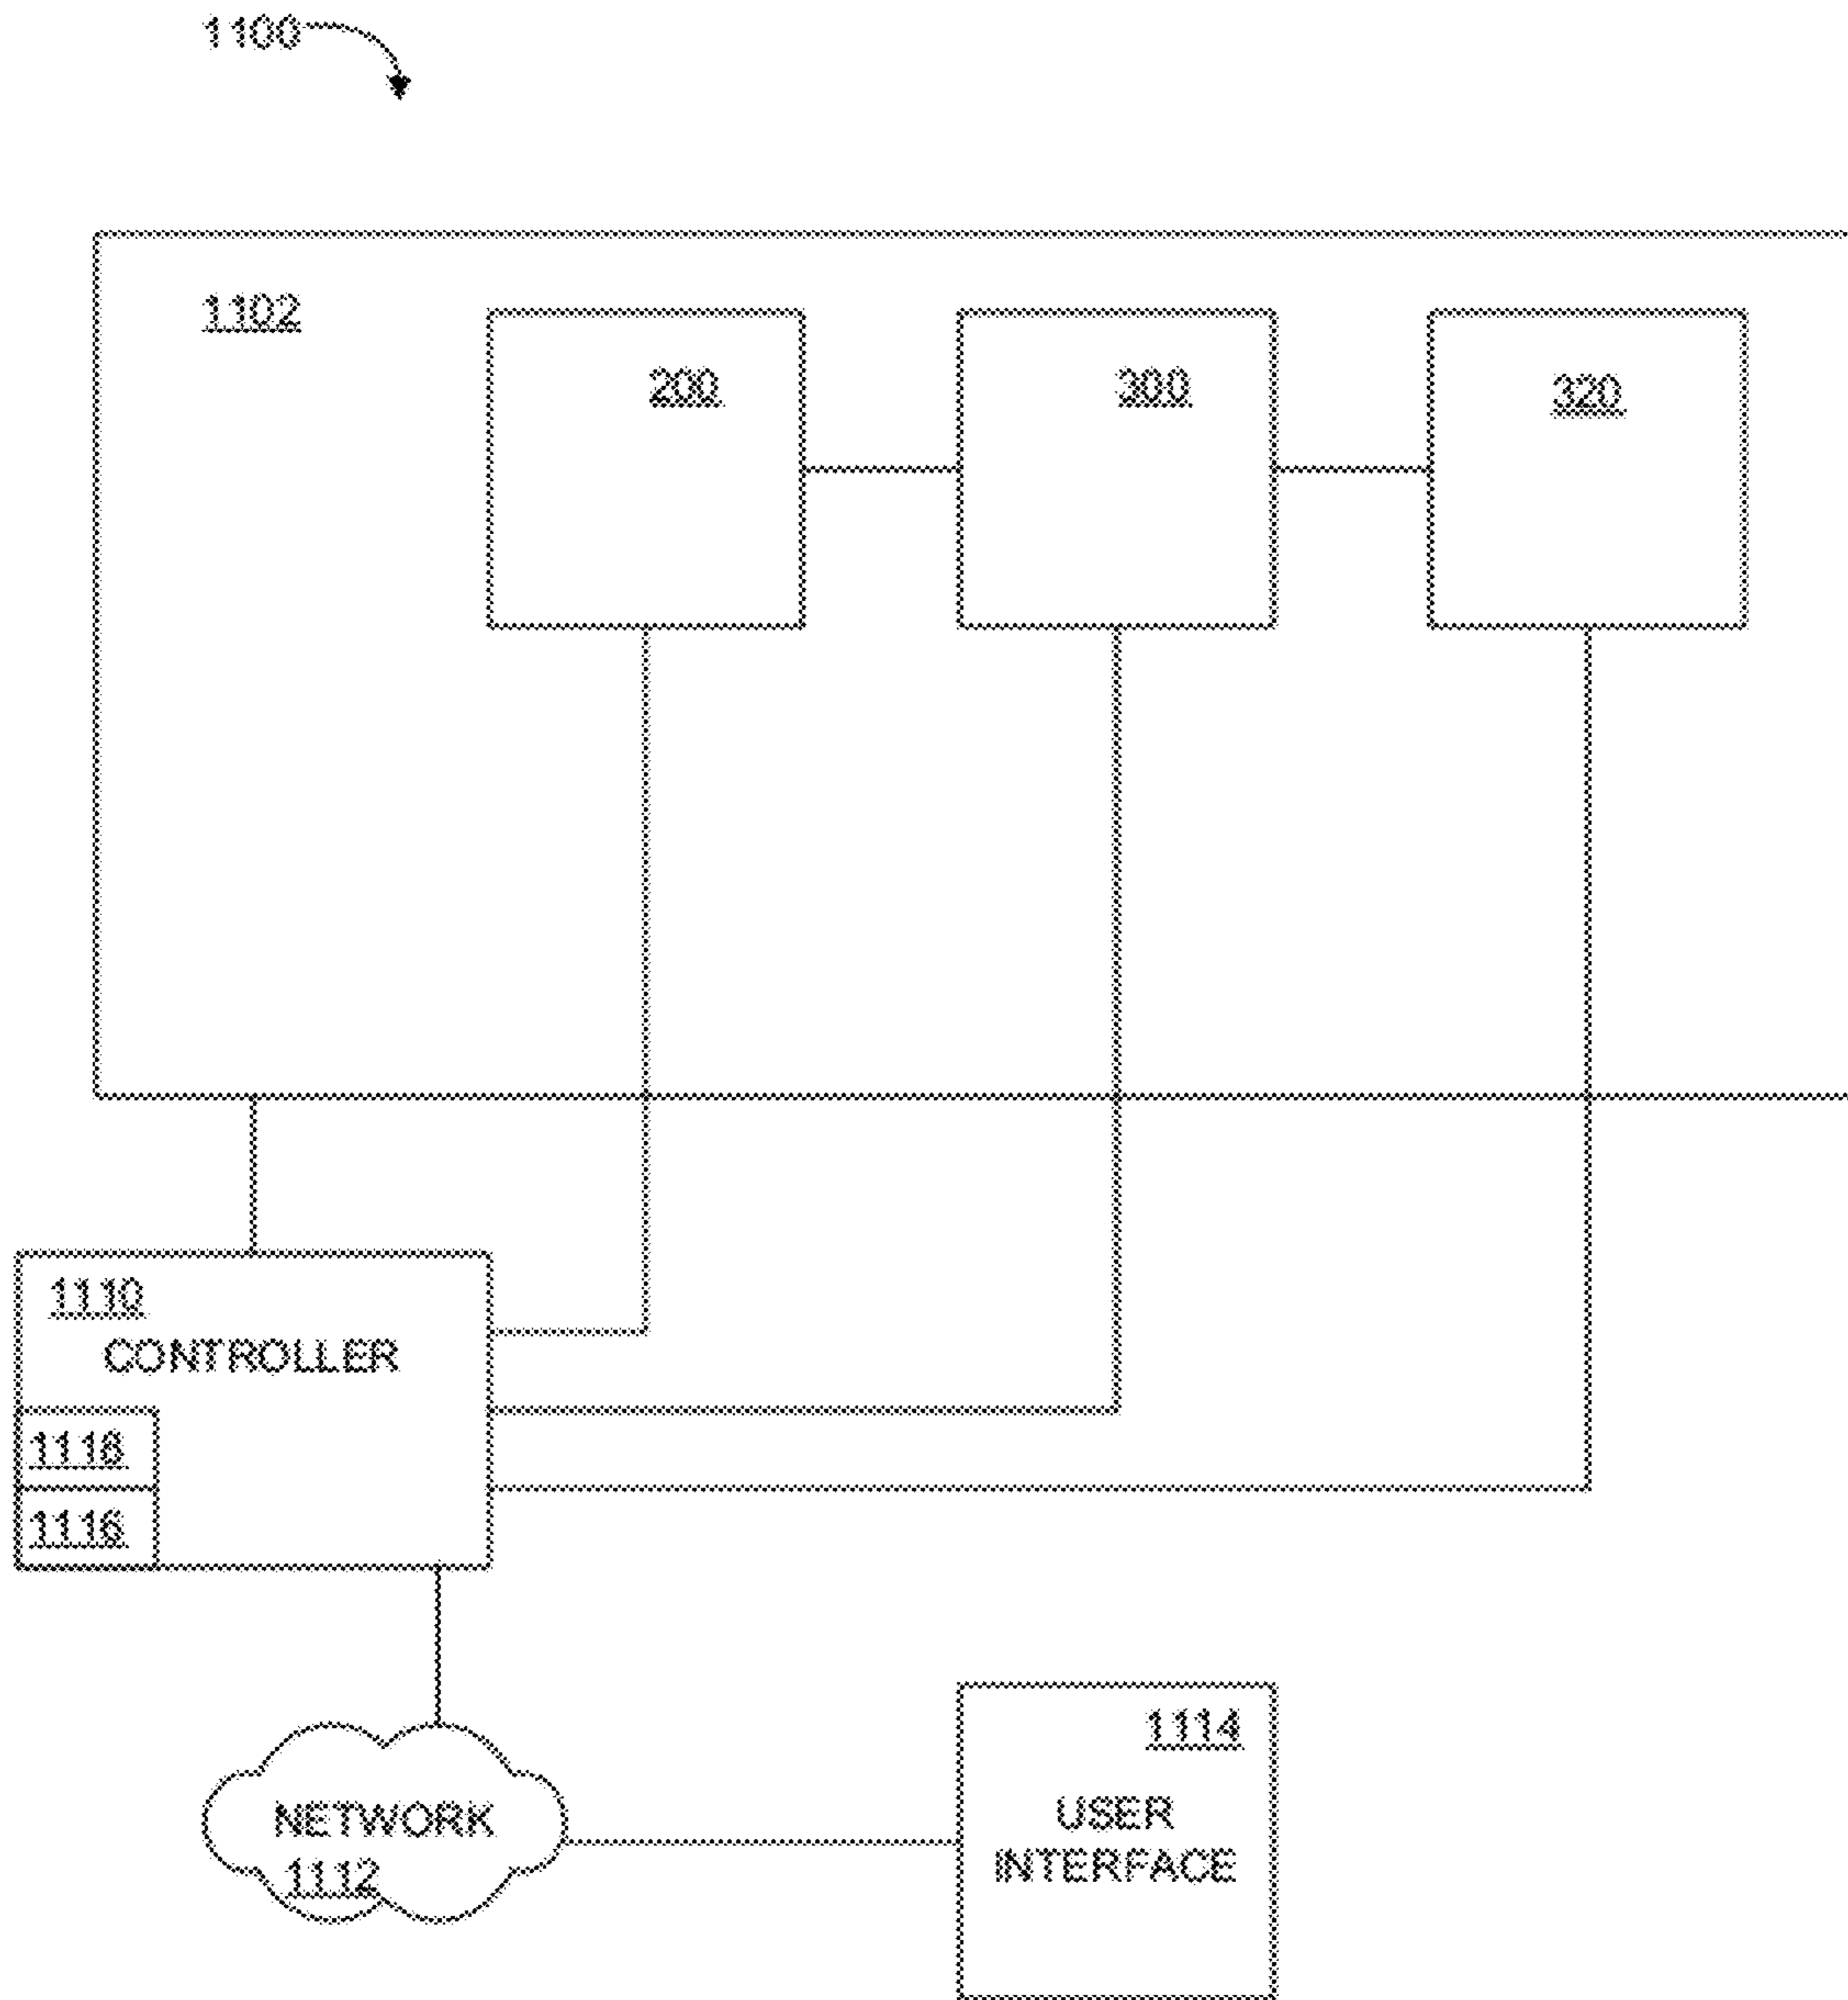 1100
1102
200
300
320
1110
CONTROLLER
1118
1116
NETWORK
1112
1114
USER
INTERFACE